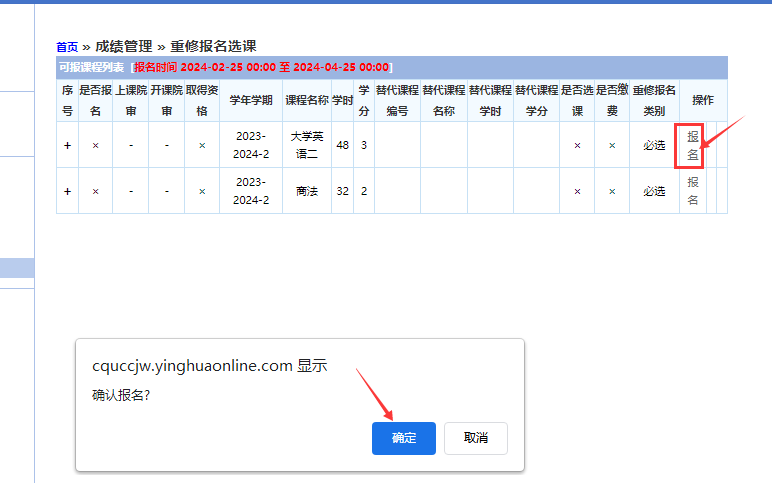 首页 » 成绩管理 » 重修报名选课
可报课程列表 [报名时间 2024-02-25 00:00 至 2024-04-25 00:00]
序号 是否报名 上课院审 开课院审 取得资格 学年学期 课程名称 学时 学分 替代课程编号 替代课程名称 替代课程学时 替代课程学分 是否选课 是否缴费 重修报名类别 操作
+ × - - × 2023-2024-2 大学英语二 48 3 × × 必选 报名
+ × - - × 2023-2024-2 商法 32 2 × × 必选 报名
cquccjw.yinghuaonline.com 显示
确认报名?
确定 取消